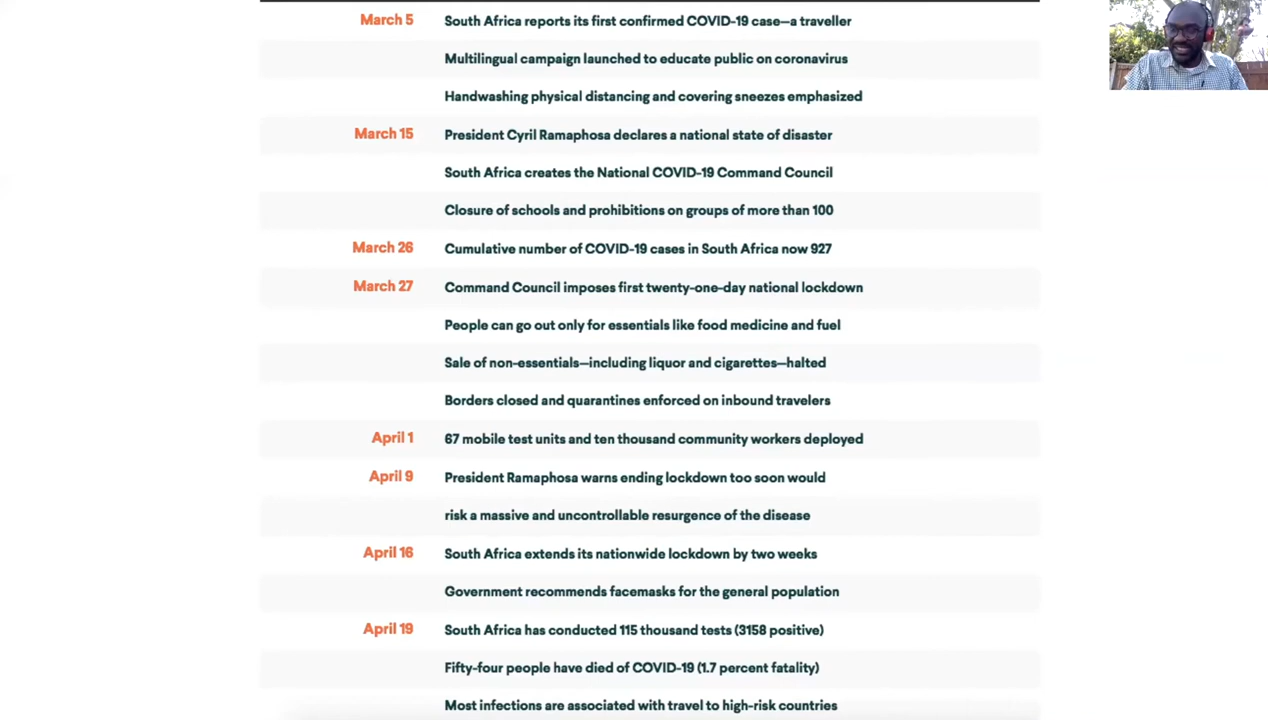 March 5 South Africa reports its first confirmed COVID-19 case—a traveller
Multilingual campaign launched to educate public on coronavirus
Handwashing physical distancing and covering sneezes emphasized
March 15 President Cyril Ramaphosa declares a national state of disaster
South Africa creates the National COVID-19 Command Council
Closure of schools and prohibitions on groups of more than 100
March 26 Cumulative number of COVID-19 cases in South Africa now 927
March 27 Command Council imposes first twenty-one-day national lockdown
People can go out only for essentials like food medicine and fuel
Sale of non-essentials—including liquor and cigarettes—halted
Borders closed and quarantines enforced on inbound travelers
April 1 67 mobile test units and ten thousand community workers deployed
April 9 President Ramaphosa warns ending lockdown too soon would
risk a massive and uncontrollable resurgence of the disease
April 16 South Africa extends its nationwide lockdown by two weeks
Government recommends facemasks for the general population
April 19 South Africa has conducted 115 thousand tests (3158 positive)
Fifty-four people have died of COVID-19 (1.7 percent fatality)
Most infections are associated with travel to high-risk countries